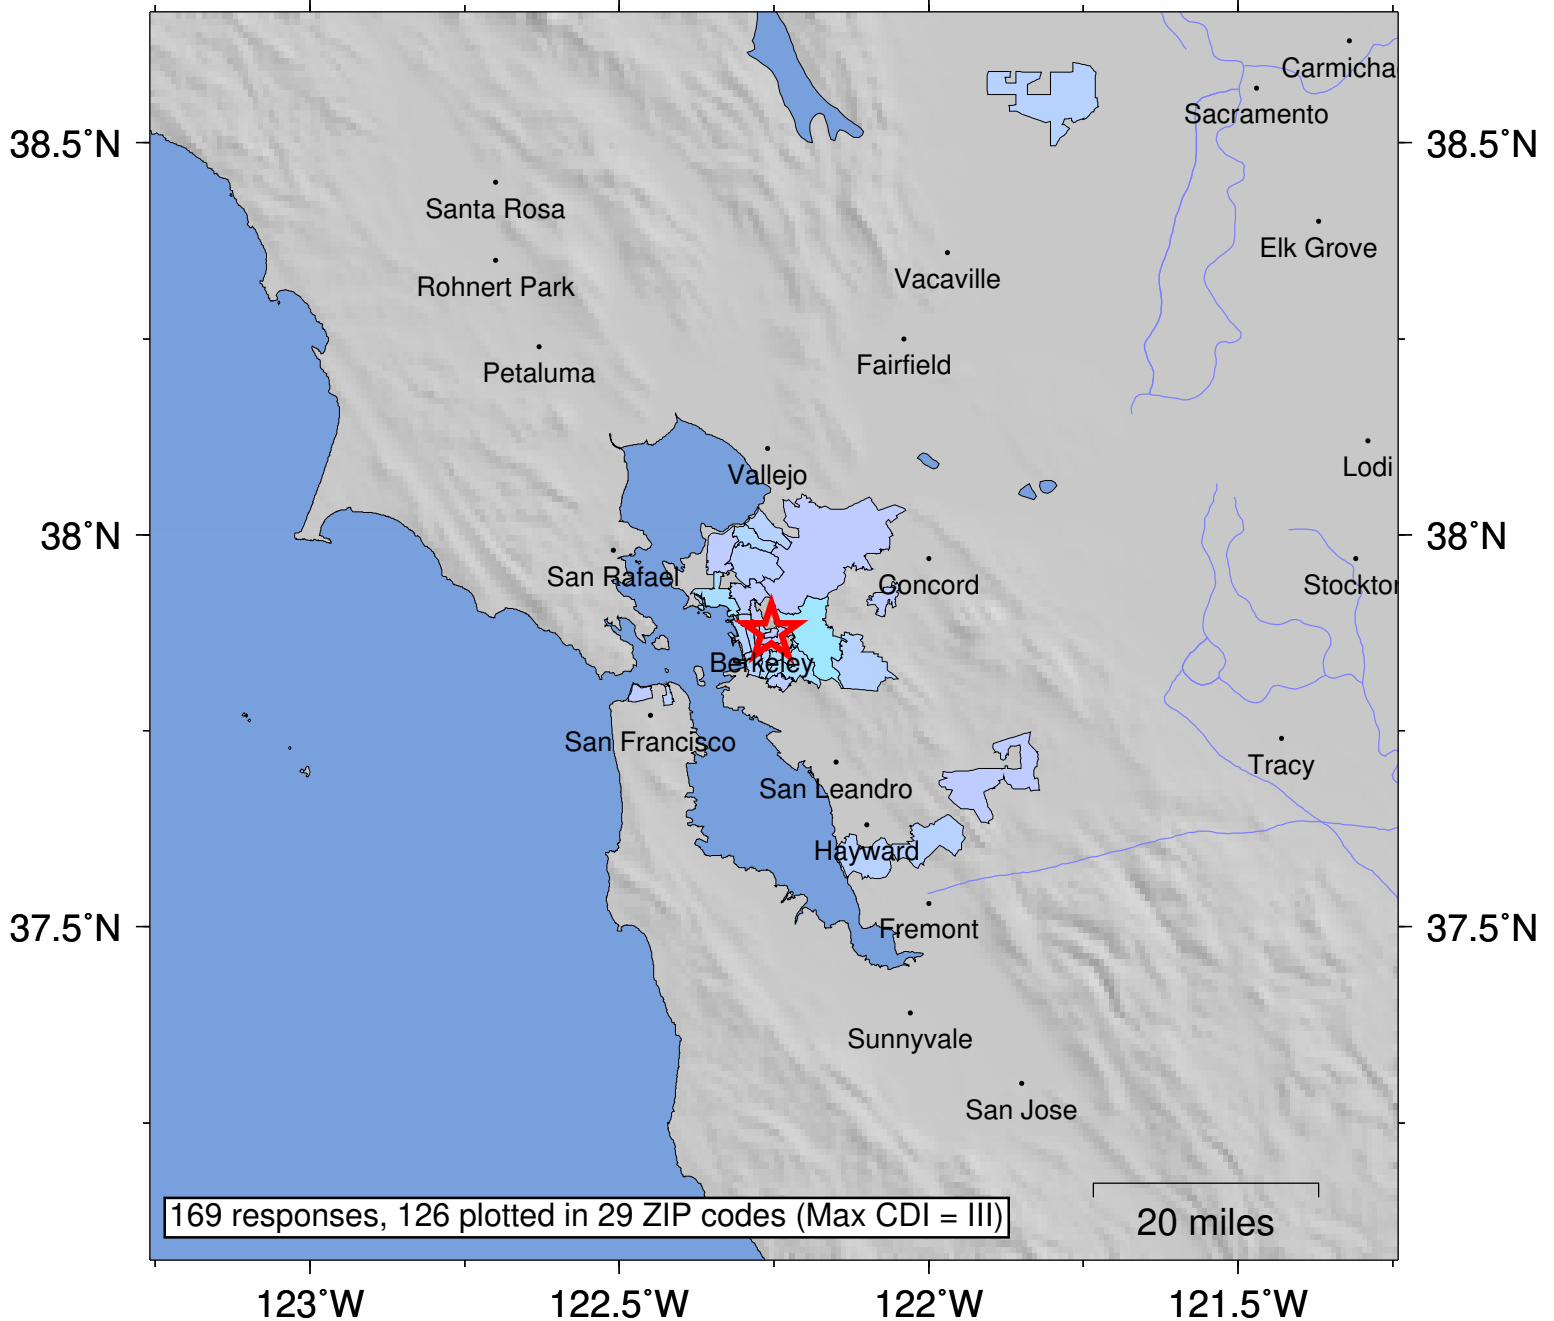 Carmicha
Sacramento
38.5˚N
38.5˚N
Santa Rosa
Elk Grove
Vacaville
Rohnert Park
Fairfield
Petaluma
Lodi
Vallejo
38˚N
38˚N
San Rafael
Concord
Stockton
Berkeley
San Francisco
Tracy
San Leandro
Hayward
37.5˚N
Fremont
37.5˚N
Sunnyvale
San Jose
169 responses, 126 plotted in 29 ZIP codes (Max CDI = III)
20 miles
123˚W
122.5˚W
122˚W
121.5˚W